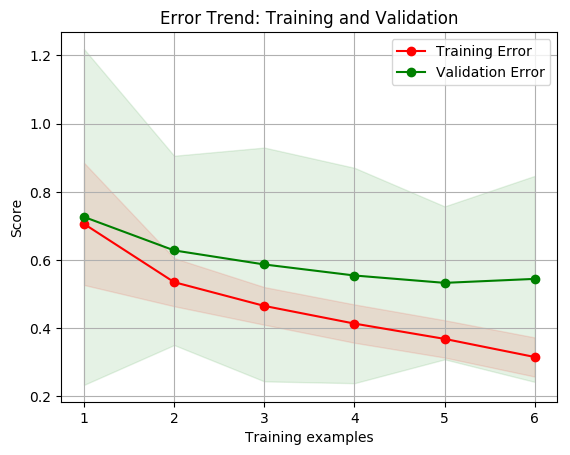 Error Trend: Training and Validation
Training Error
Validation Error
Score
1.2
1.0
0.8
0.6
0.4
0.2
1 2 3 4 5 6
Training examples